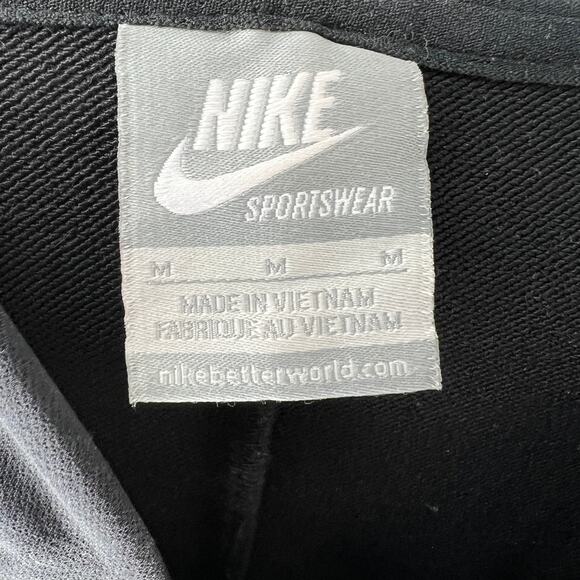 NIKE
SPORTSWEAR
M M M
MADE IN VIETNAM
FABRIQUE AU VIETNAM
nikebetterworld.com